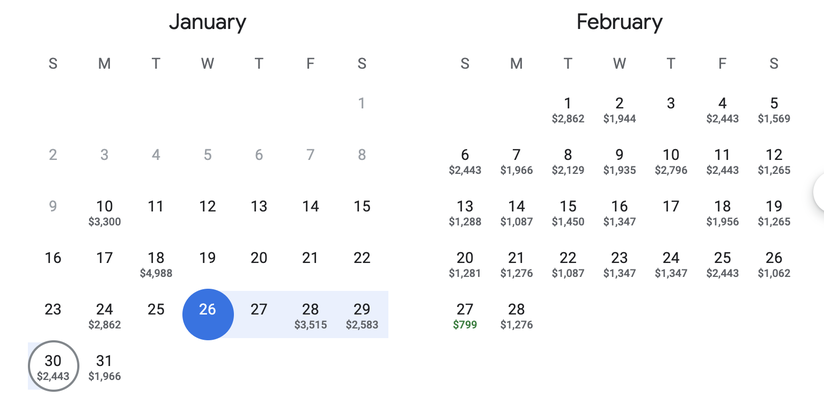 January
S M T W T F S
1
2 3 4 5 6 7 8
9 10 11 12 13 14 15
$3,300
16 17 18 19 20 21 22
$4,988
23 24 25 26 27 28 29
$2,862 $3,515 $2,583
30 31
$2,443 $1,966
February
S M T W T F S
1 2 3 4 5
$2,862 $1,944 $2,443 $1,569
6 7 8 9 10 11 12
$2,443 $1,966 $2,129 $1,935 $2,796 $2,443 $1,265
13 14 15 16 17 18 19
$1,288 $1,087 $1,450 $1,347 $1,956 $1,265
20 21 22 23 24 25 26
$1,281 $1,276 $1,087 $1,347 $1,347 $2,443 $1,062
27 28
$799 $1,276